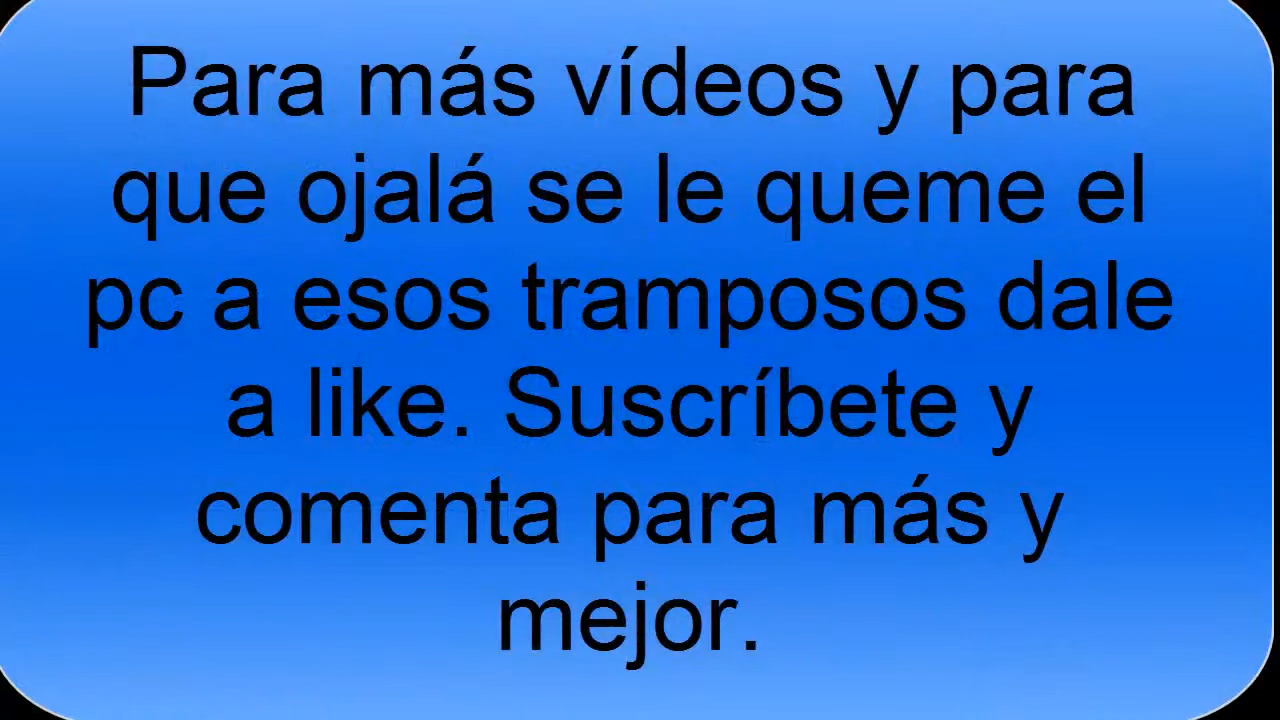 Para más vídeos y para
que ojalá se le queme el
pc a esos tramposos dale
a like. Suscríbete y
comenta para más y
mejor.